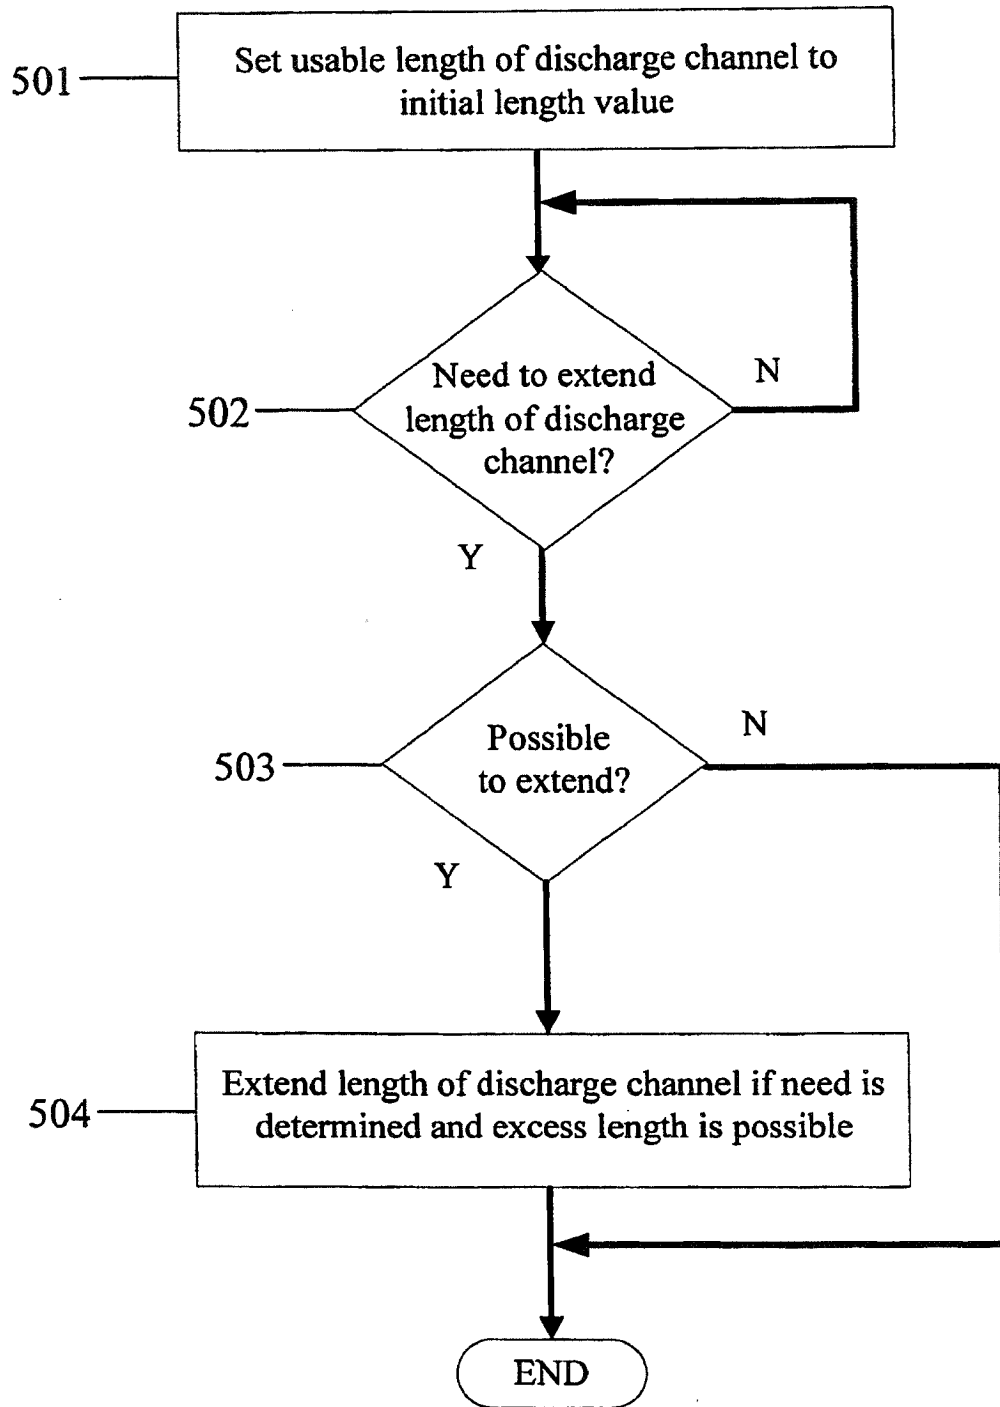 501
Set usable length of discharge channel to
initial length value
502
Need to extend
length of discharge
channel?
N
Y
503
Possible
to extend?
N
Y
504
Extend length of discharge channel if need is
determined and excess length is possible
END